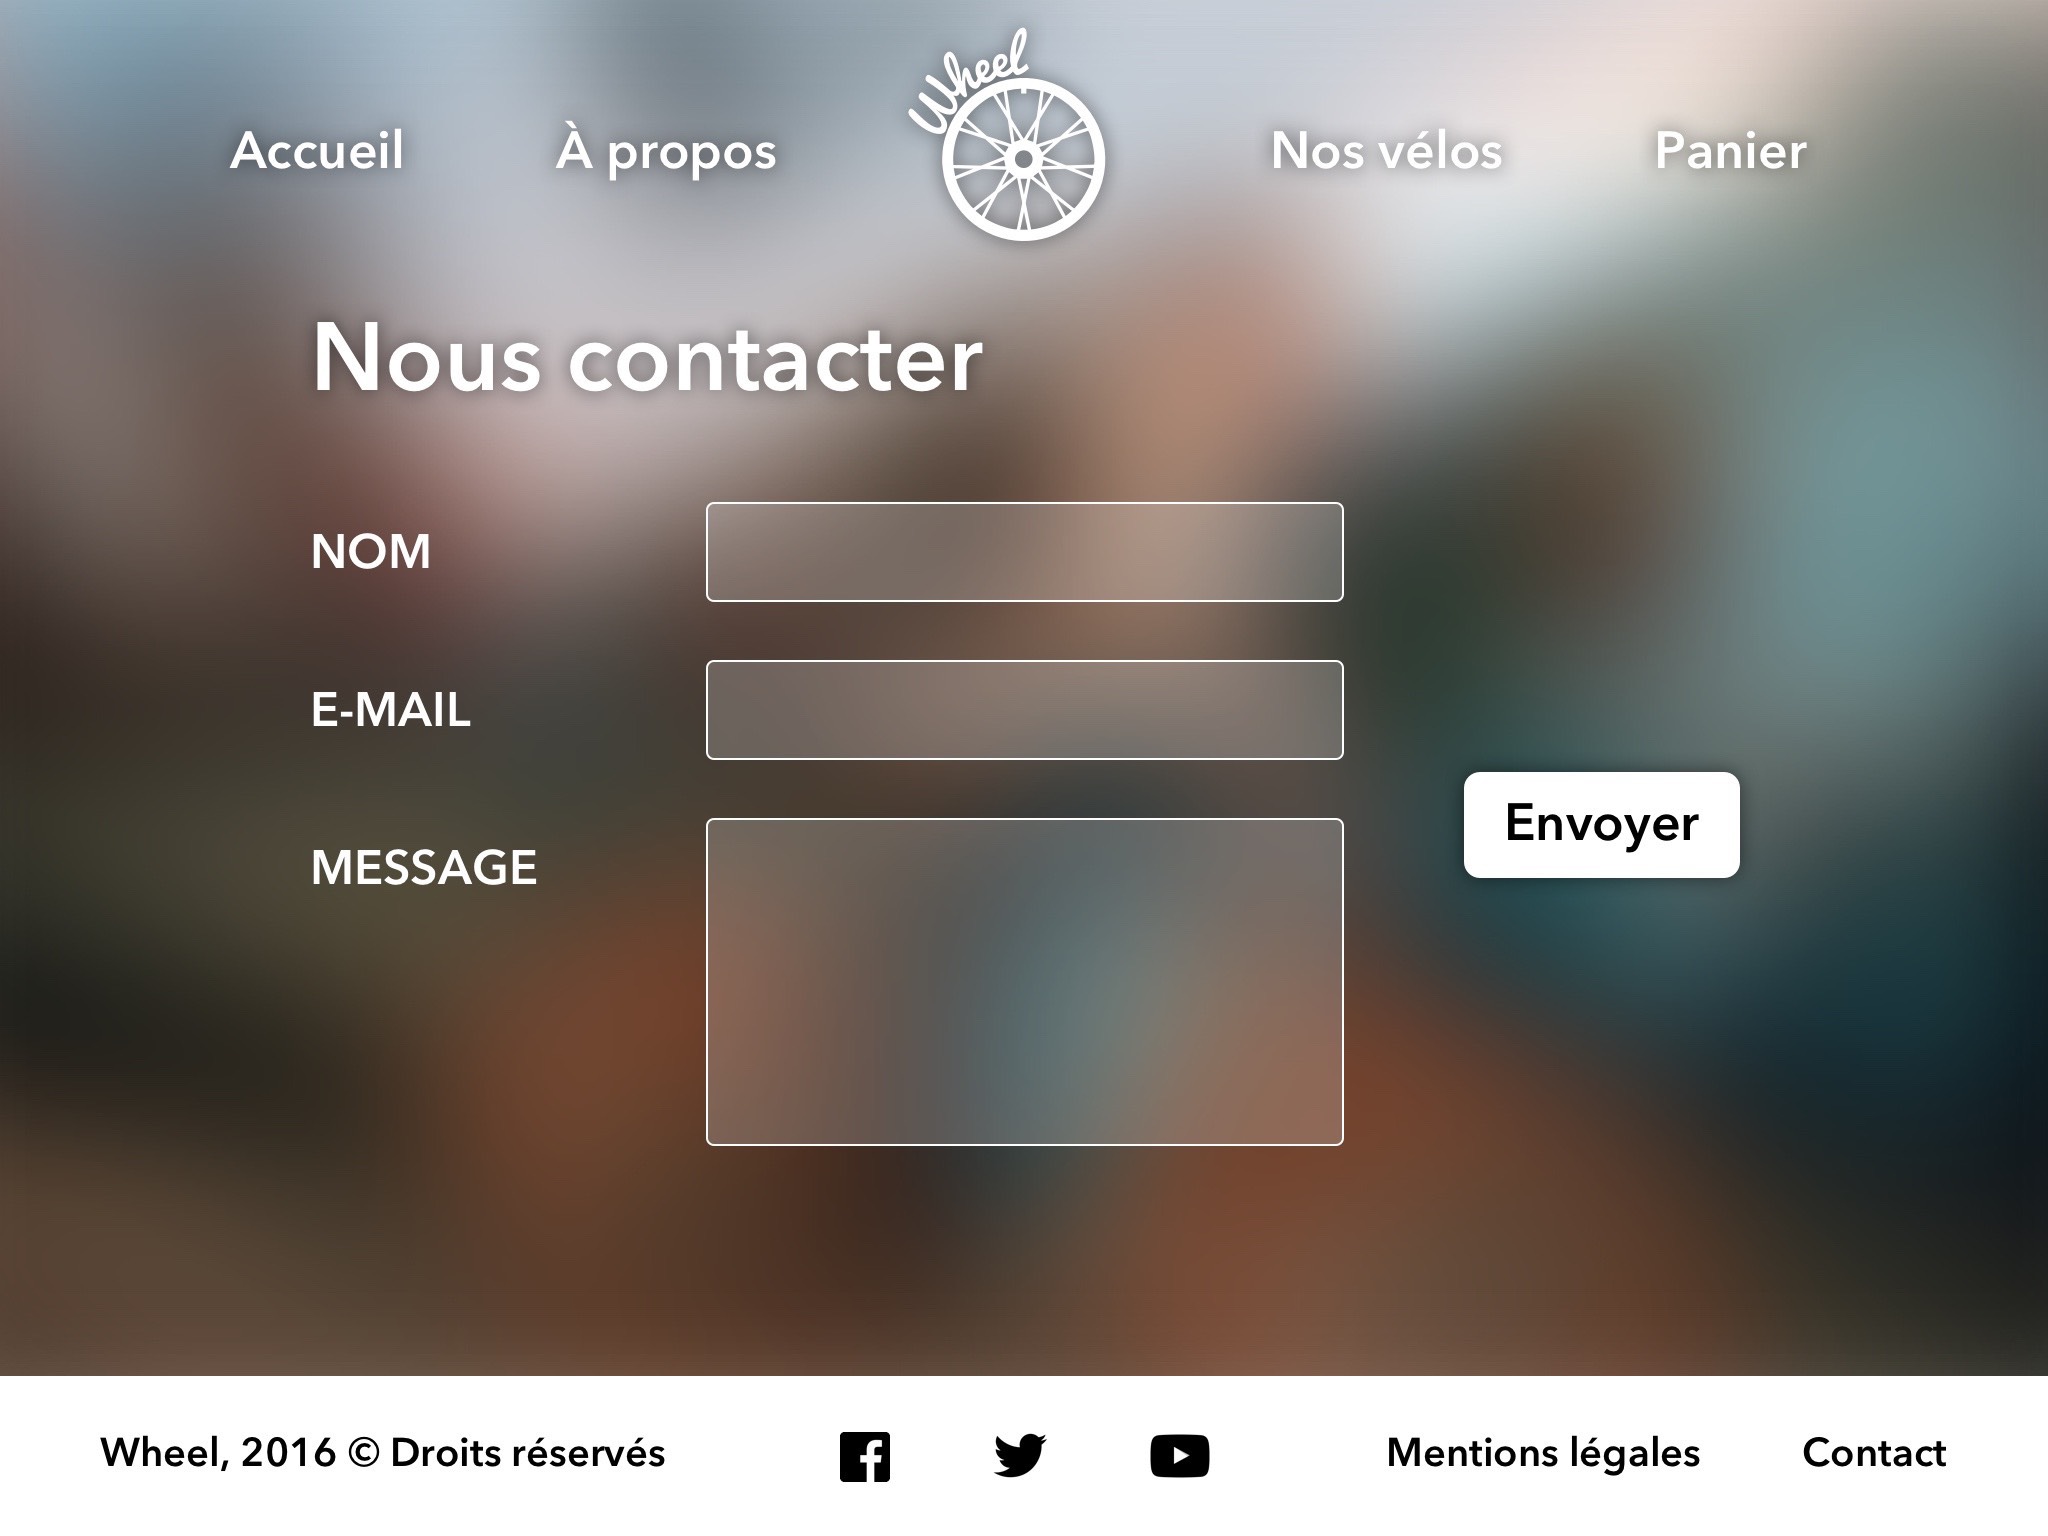 Wheel
Accueil
À propos
Nos vélos
Panier
Nous contacter
NOM
E-MAIL
MESSAGE
Envoyer
Wheel, 2016 © Droits réservés
Mentions légales
Contact